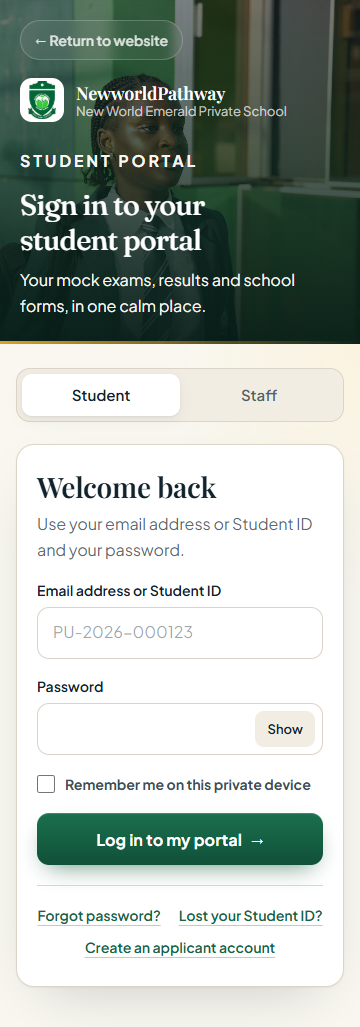 ← Return to website
NewworldPathway
New World Emerald Private School
STUDENT PORTAL
Sign in to your
student portal
Your mock exams, results and school
forms, in one calm place.
Student
Staff
Welcome back
Use your email address or Student ID
and your password.
Email address or Student ID
PU-2026-000123
Password
Show
Remember me on this private device
Log in to my portal →
Forgot password?
Lost your Student ID?
Create an applicant account